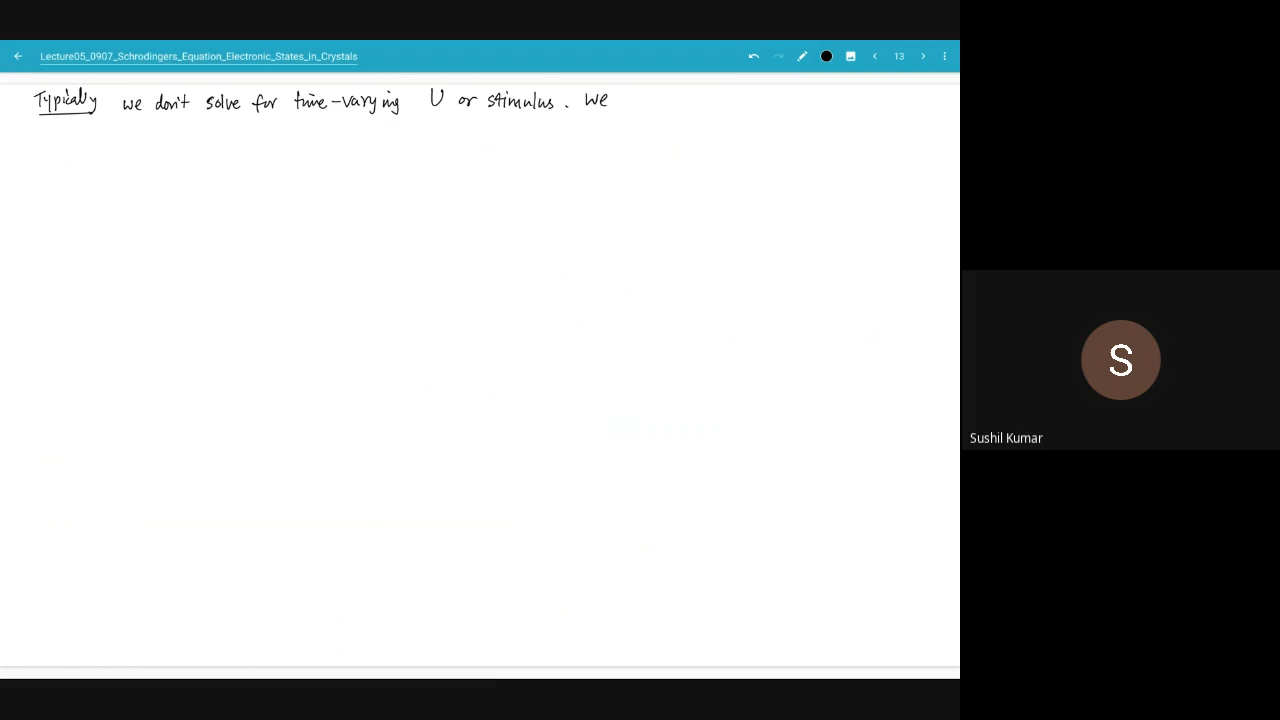 Lecture05_0907_Schrodingers_Equation_Electronic_States_in_Crystals
13
Typically we don't solve for time-varying U or stimulus. We
S
Sushil Kumar